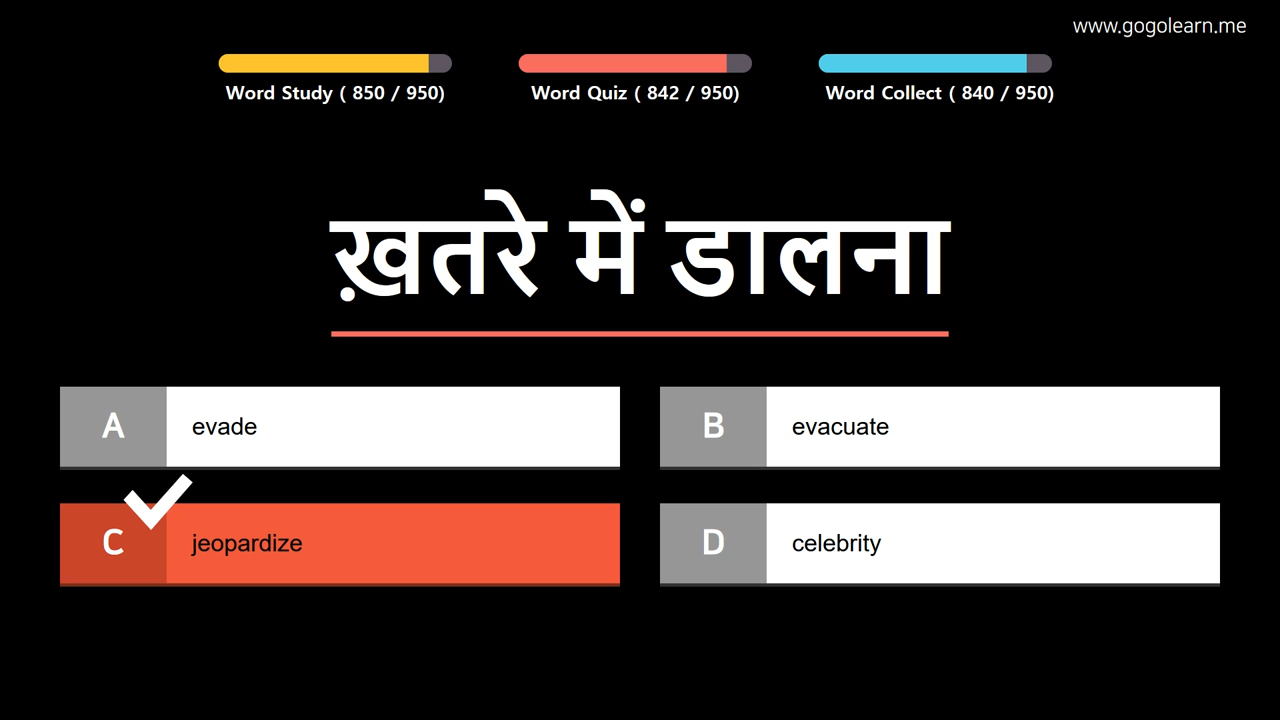 www.gogolearn.me
Word Study ( 850 / 950)
Word Quiz ( 842 / 950)
Word Collect ( 840 / 950)
ख़तरे में डालना
A evade
B evacuate
C jeopardize
D celebrity